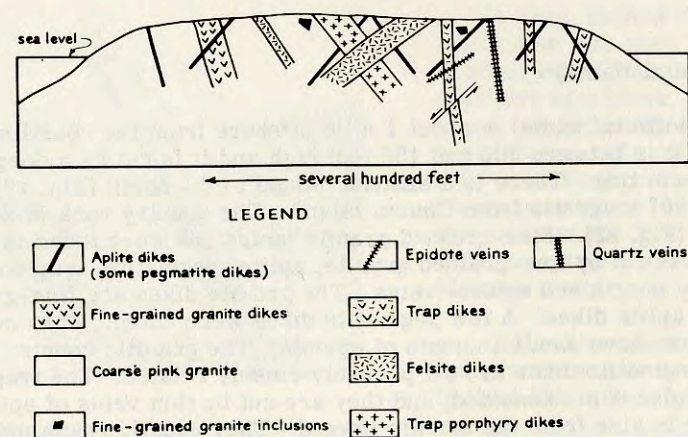 sea level
several hundred feet
LEGEND
Aplite dikes
(some pegmatite dikes)
Epidote veins
Quartz veins
Fine-grained granite dikes
Trap dikes
Coarse pink granite
Felsite dikes
Fine-grained granite inclusions
Trap porphyry dikes